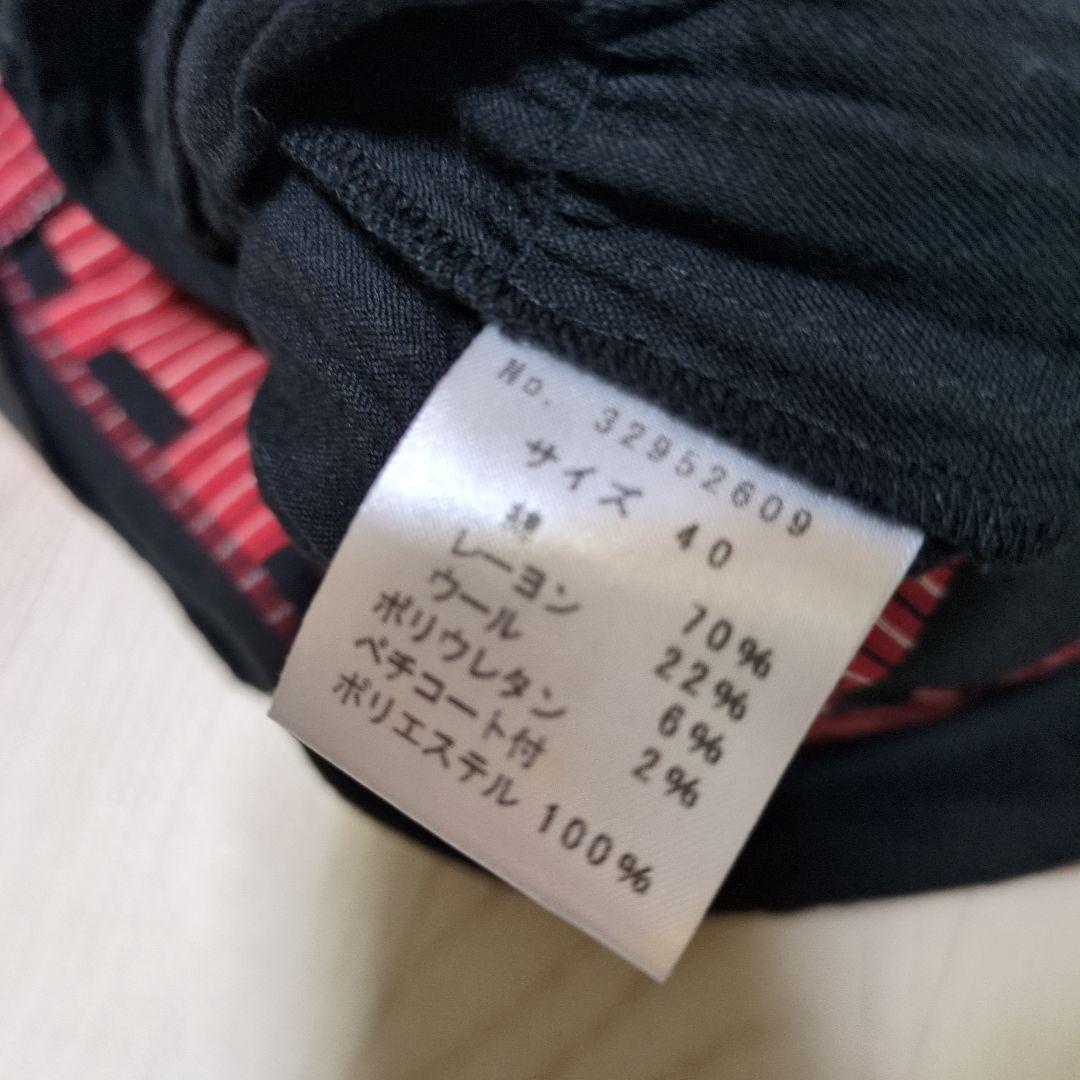 No. 32952609
サイズ 40
綿 70%
レーヨン 22%
ウール 6%
ポリウレタン 2%
ペチコート付
ポリエステル 100%